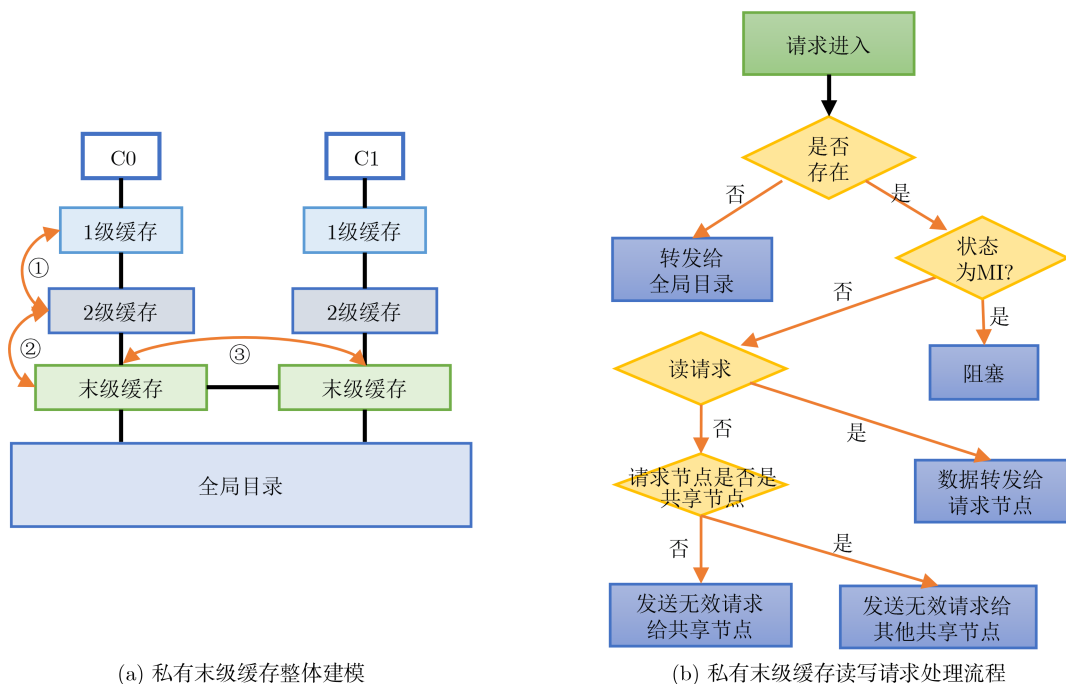 C0
C1
1级缓存
1级缓存
①
2级缓存
2级缓存
②
③
末级缓存
末级缓存
全局目录
(a) 私有末级缓存整体建模
请求进入
是否
存在
否
是
转发给
全局目录
状态
为MI?
否
是
读请求
阻塞
否
是
请求节点是否是
共享节点
数据转发给
请求节点
否
是
发送无效请求
给共享节点
发送无效请求给
其他共享节点
(b) 私有末级缓存读写请求处理流程